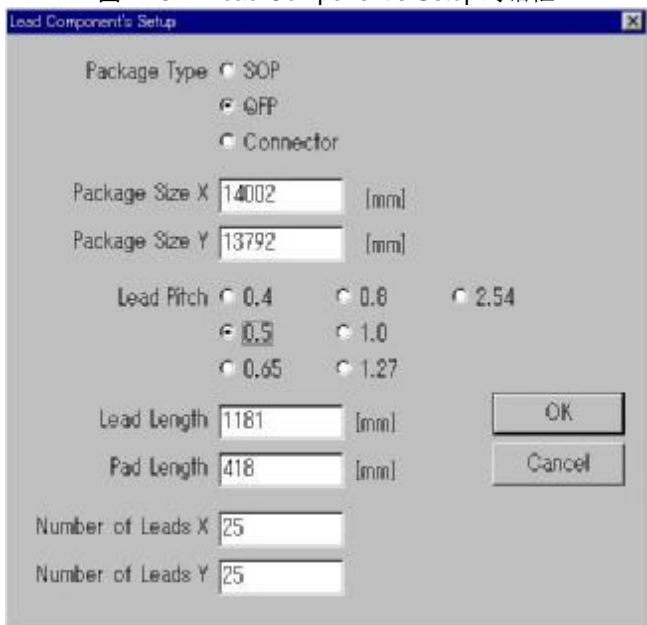 Lead Component's Setup
Package Type SOP
QFP
Connector
Package Size X 14002 [mm]
Package Size Y 13792 [mm]
Lead Pitch 0.4 0.8 2.54
0.5 1.0
0.65 1.27
Lead Length 1181 [mm]
OK
Pad Length 418 [mm]
Cancel
Number of Leads X 25
Number of Leads Y 25